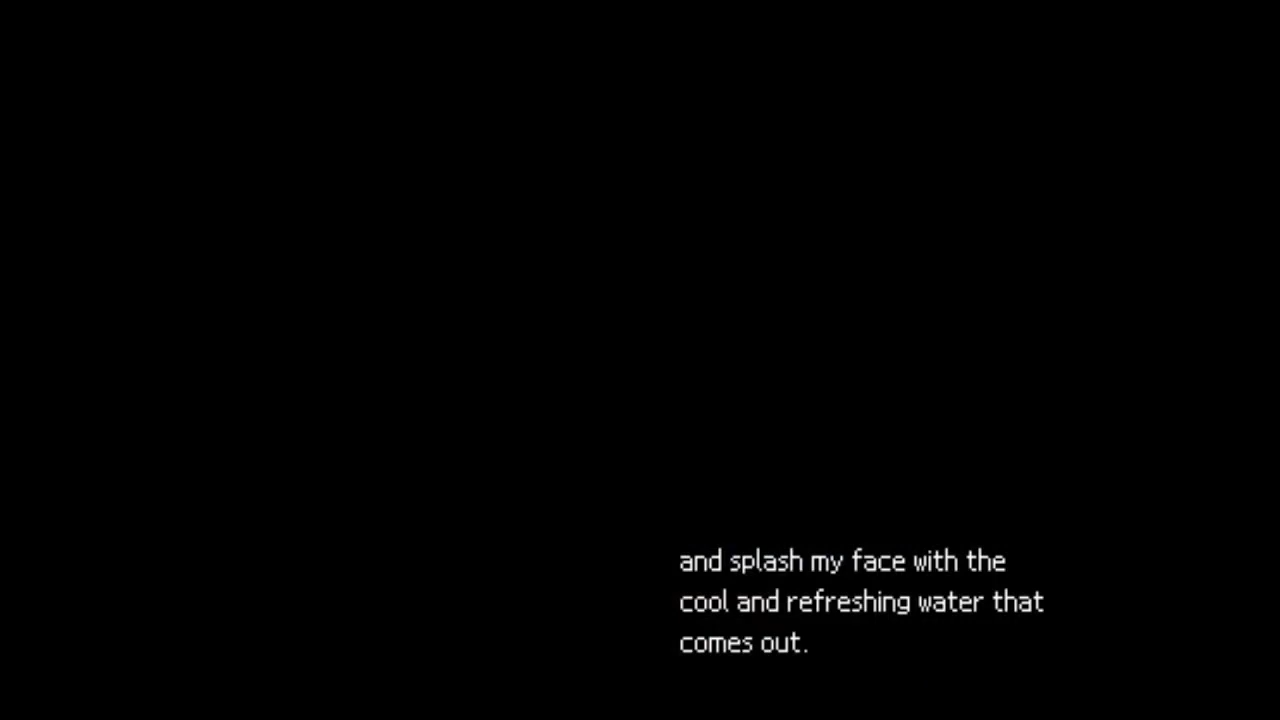 and splash my face with the
cool and refreshing water that
comes out.